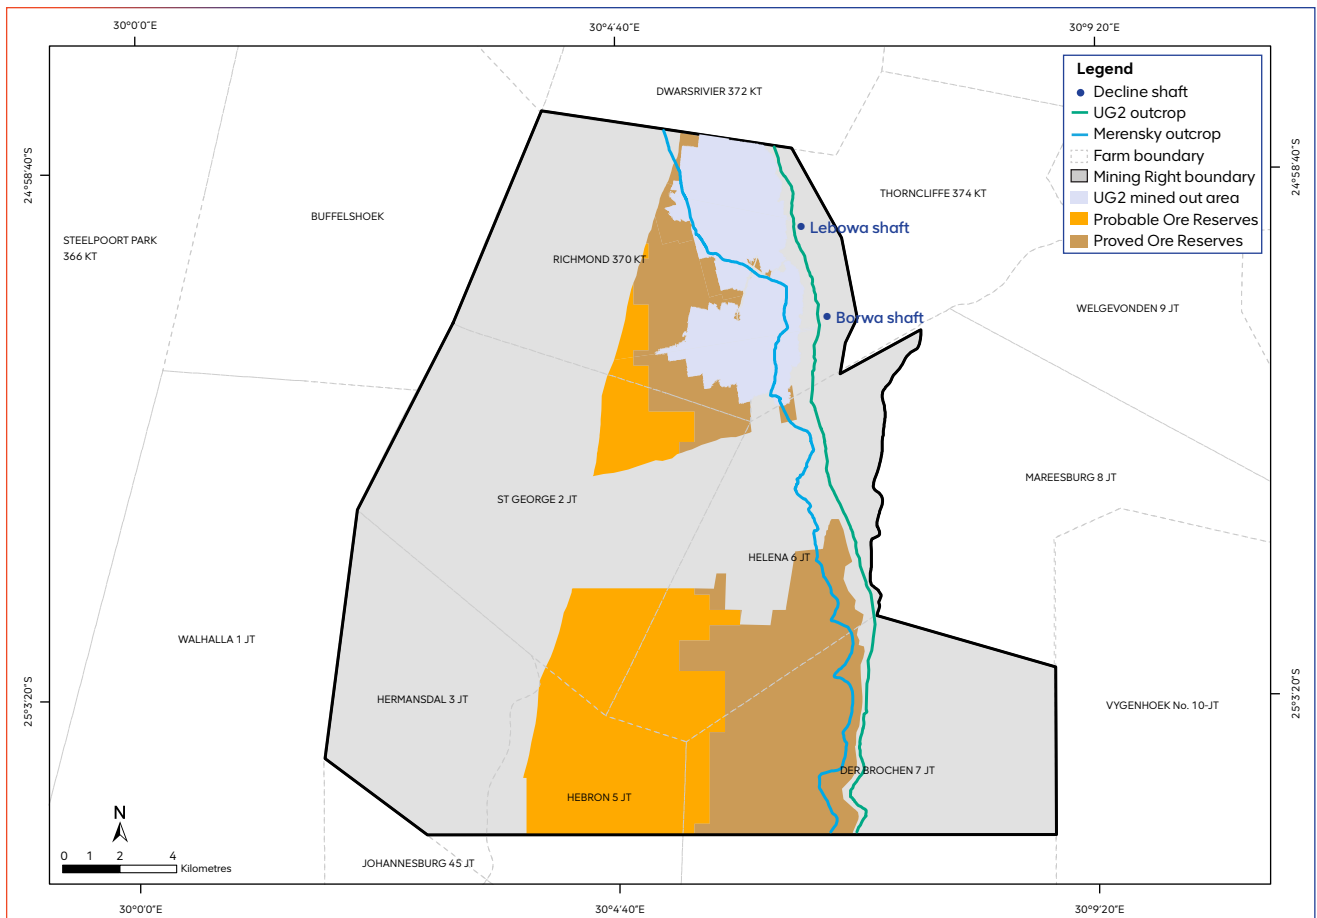 30°0'0"E
30°4'40"E
30°9'20"E
24°58'40"S
24°58'40"S
Legend
Decline shaft
UG2 outcrop
Merensky outcrop
Farm boundary
Mining Right boundary
UG2 mined out area
Probable Ore Reserves
Proved Ore Reserves
DWARSRIVIER 372 KT
THORNCLIFFE 374 KT
BUFFELSHOEK
Lebowa shaft
STEELPOORT PARK
366 KT
RICHMOND 370 KT
WELGEVONDEN 9 JT
Borwa shaft
MAREESBURG 8 JT
ST GEORGE 2 JT
HELENA 6 JT
WALHALLA 1 JT
HERMANSDAL 3 JT
25°3'20"S
25°3'20"S
VYGENHOEK No. 10-JT
DER BROCHEN 7 JT
HEBRON 5 JT
N
0 1 2 4
Kilometres
JOHANNESBURG 45 JT
30°0'0"E
30°4'40"E
30°9'20"E